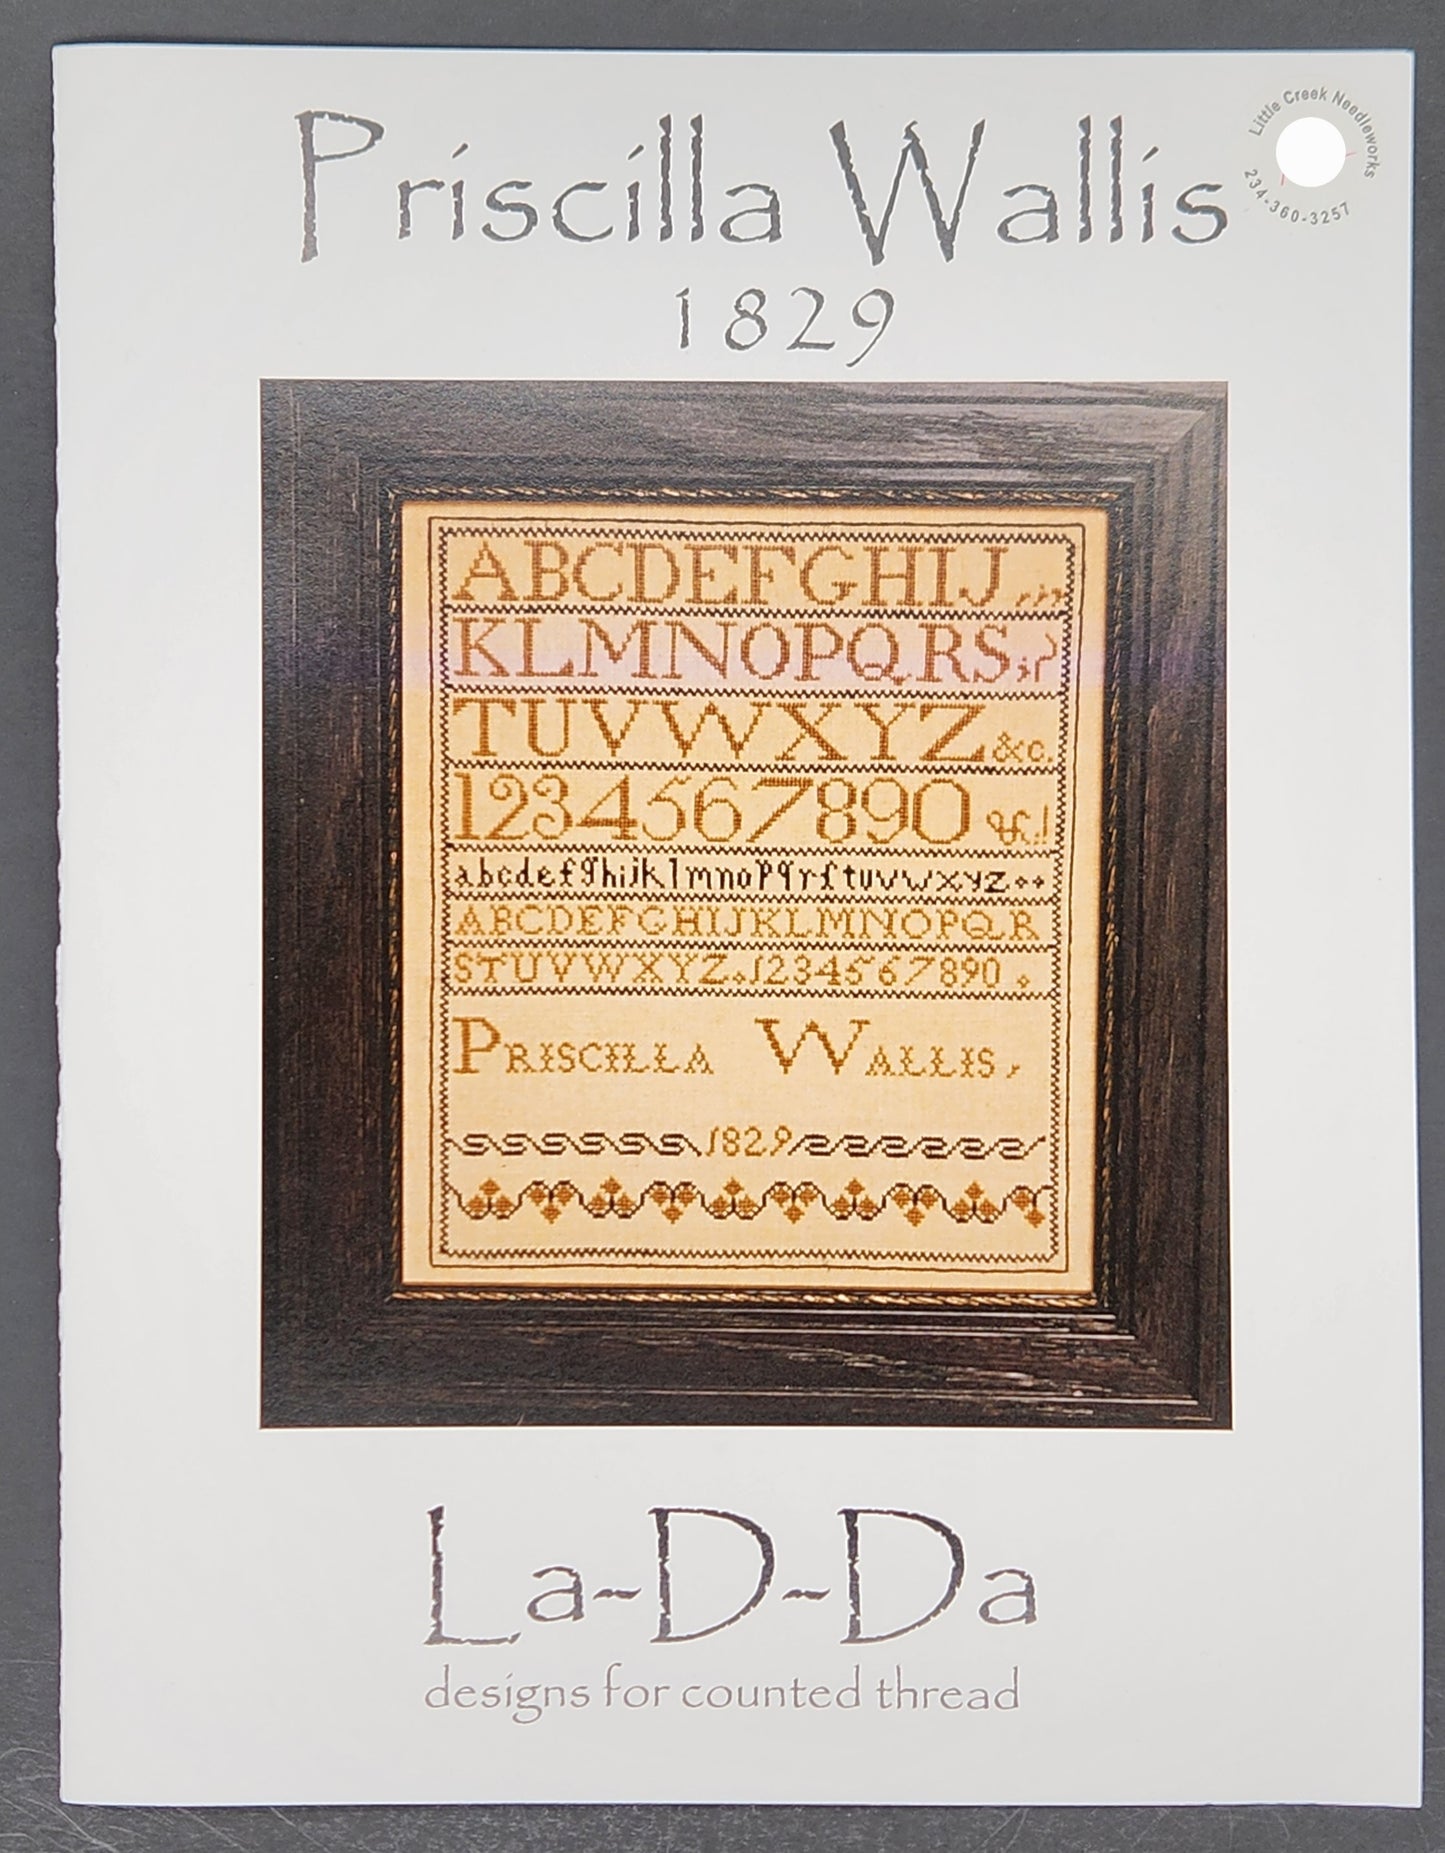 Priscilla Wallis
1829
Little Creek Needleworks
234-360-3257
ABCDEFGHIJ
KLMNOPQRS;?
TUVWXYZ &c.
1234567890
abcdefghijklmnopqrſtuvwxyz
ABCDEFGHIJKLMNOPQR
STUVWXYZ 1234567890
PRISCILLA WALLIS,
1829
La-D-Da
designs for counted thread